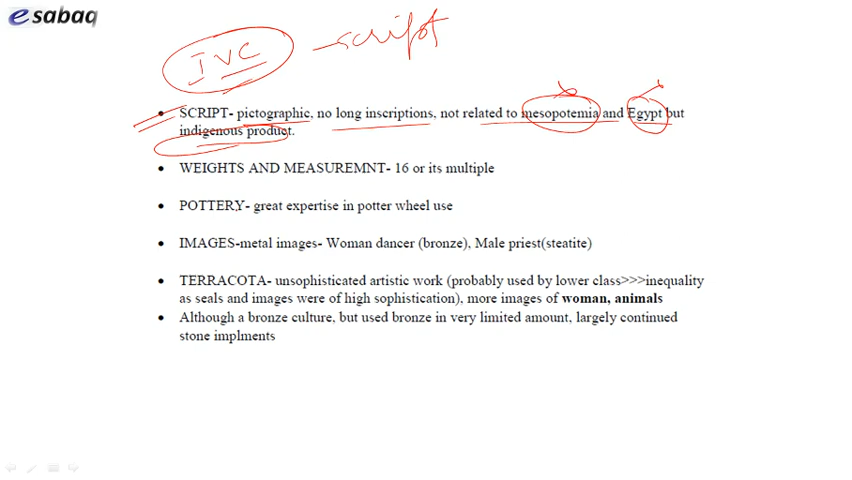 esabaq
IVC - script
• SCRIPT- pictographic, no long inscriptions, not related to mesopotemia and Egypt but
indigenous product.
• WEIGHTS AND MEASUREMNT- 16 or its multiple
• POTTERY- great expertise in potter wheel use
• IMAGES-metal images- Woman dancer (bronze), Male priest(steatite)
• TERRACOTA- unsophisticated artistic work (probably used by lower class>>>inequality
as seals and images were of high sophistication), more images of woman, animals
• Although a bronze culture, but used bronze in very limited amount, largely continued
stone implments